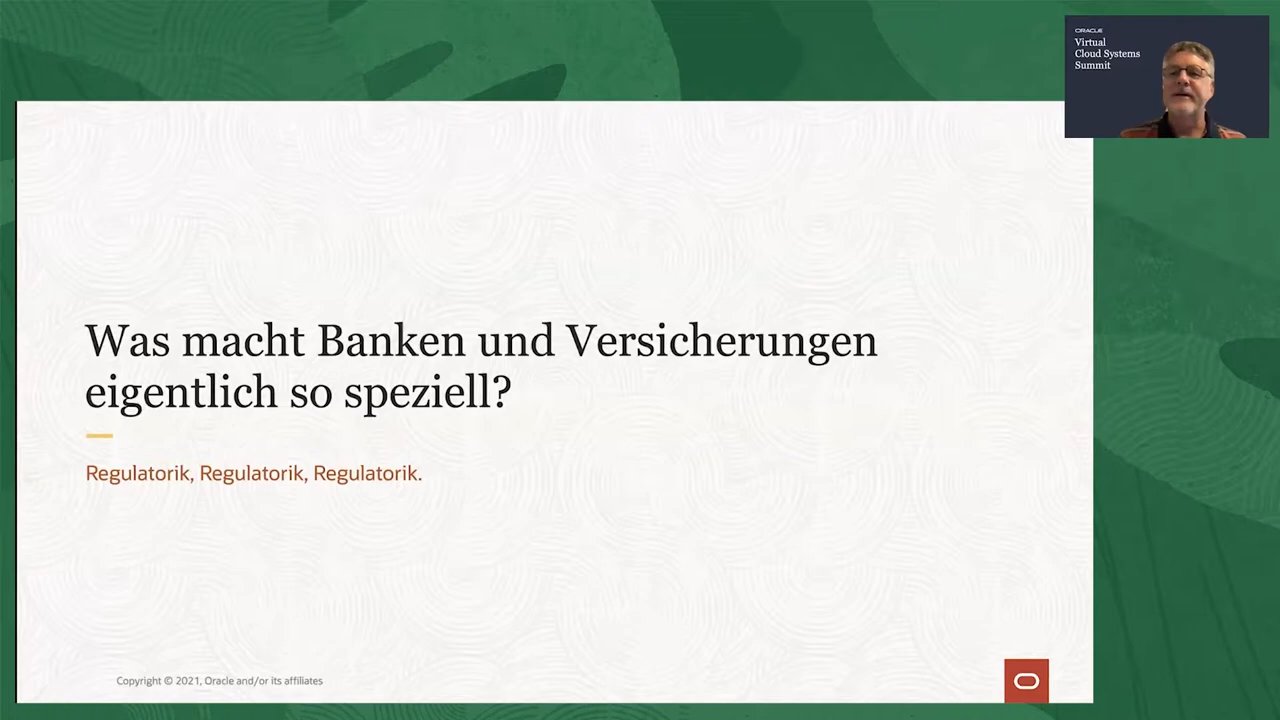 ORACLE
Virtual
Cloud Systems
Summit
Was macht Banken und Versicherungen
eigentlich so speziell?
Regulatorik, Regulatorik, Regulatorik.
Copyright © 2021, Oracle and/or its affiliates